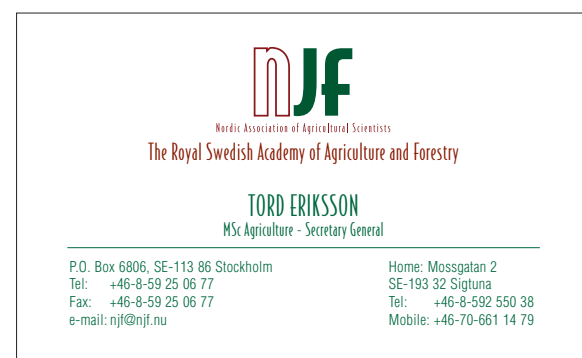 NJF
Nordic Association of Agricultural Scientists
The Royal Swedish Academy of Agriculture and Forestry
TORD ERIKSSON
MSc Agriculture - Secretary General
P.O. Box 6806, SE-113 86 Stockholm
Tel: +46-8-59 25 06 77
Fax: +46-8-59 25 06 77
e-mail: njf@njf.nu
Home: Mossgatan 2
SE-193 32 Sigtuna
Tel: +46-8-592 550 38
Mobile: +46-70-661 14 79